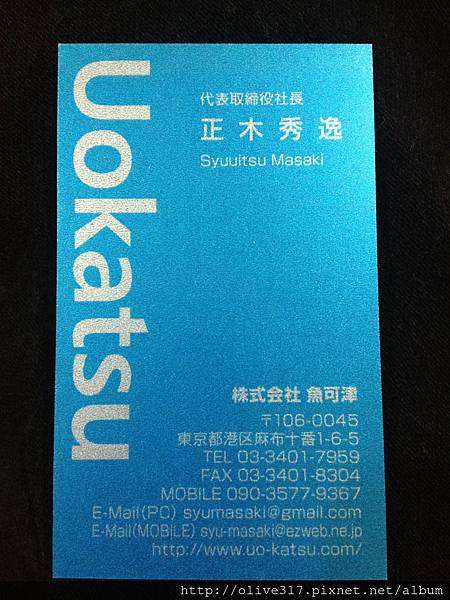 Uokatsu
代表取締役社長
正木秀逸
Syuuitsu Masaki
株式会社 魚可津
〒106-0045
東京都港区麻布十番1-6-5
TEL 03-3401-7959
FAX 03-3401-8304
MOBILE 090-3577-9367
E-Mail(PC) syumasaki@gmail.com
E-Mail(MOBILE) syu-masaki@ezweb.ne.jp
http://www.uo-katsu.com/
http://olive317.pixnet.net/album